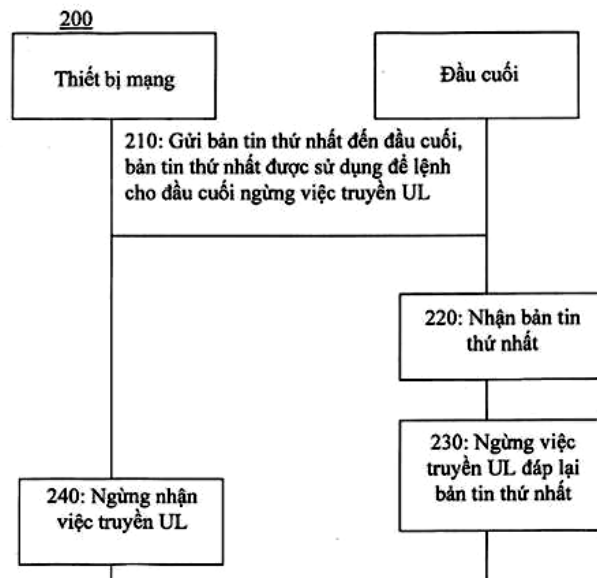 200
Thiết bị mạng
Đầu cuối
210: Gửi bản tin thứ nhất đến đầu cuối,
bản tin thứ nhất được sử dụng để lệnh
cho đầu cuối ngừng việc truyền UL
220: Nhận bản tin
thứ nhất
230: Ngừng việc
truyền UL đáp lại
bản tin thứ nhất
240: Ngừng nhận
việc truyền UL